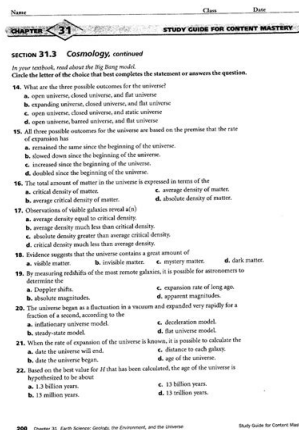 Name Class Date
CHAPTER 31 STUDY GUIDE FOR CONTENT MASTERY
SECTION 31.3 Cosmology, continued
In your textbook, read about the Big Bang model.
Circle the letter of the choice that best completes the statement or answers the question.
14. What are the three possible outcomes for the universe?
a. open universe, closed universe, and flat universe
b. expanding universe, closed universe, and flat universe
c. open universe, closed universe, and static universe
d. open universe, barred universe, and flat universe
15. All three possible outcomes for the universe are based on the premise that the rate
of expansion has
a. remained the same since the beginning of the universe.
b. slowed down since the beginning of the universe.
c. increased since the beginning of the universe.
d. doubled since the beginning of the universe.
16. The total amount of matter in the universe is expressed in terms of the
a. critical density of matter. c. average density of matter.
b. average critical density of matter. d. absolute density of matter.
17. Observations of visible galaxies reveal a(n)
a. average density equal to critical density.
b. average density much less than critical density.
c. absolute density greater than average critical density.
d. critical density much less than average density.
18. Evidence suggests that the universe contains a great amount of
a. visible matter. b. invisible matter. c. mystery matter. d. dark matter.
19. By measuring redshifts of the most remote galaxies, it is possible for astronomers to
determine the
a. Doppler shifts. c. expansion rate of long ago.
b. absolute magnitudes. d. apparent magnitudes.
20. The universe began as a fluctuation in a vacuum and expanded very rapidly for a
fraction of a second, according to the
a. inflationary universe model. c. deceleration model.
b. steady-state model. d. flat universe model.
21. When the rate of expansion of the universe is known, it is possible to calculate the
a. date the universe will end. c. distance to each galaxy.
b. date the universe began. d. age of the universe.
22. Based on the best value for H that has been calculated, the age of the universe is
hypothesized to be about
a. 1.3 billion years. c. 13 billion years.
b. 13 million years. d. 13 trillion years.
200 Chapter 31 Earth Science: Geology, the Environment, and the Universe Study Guide for Content Mas